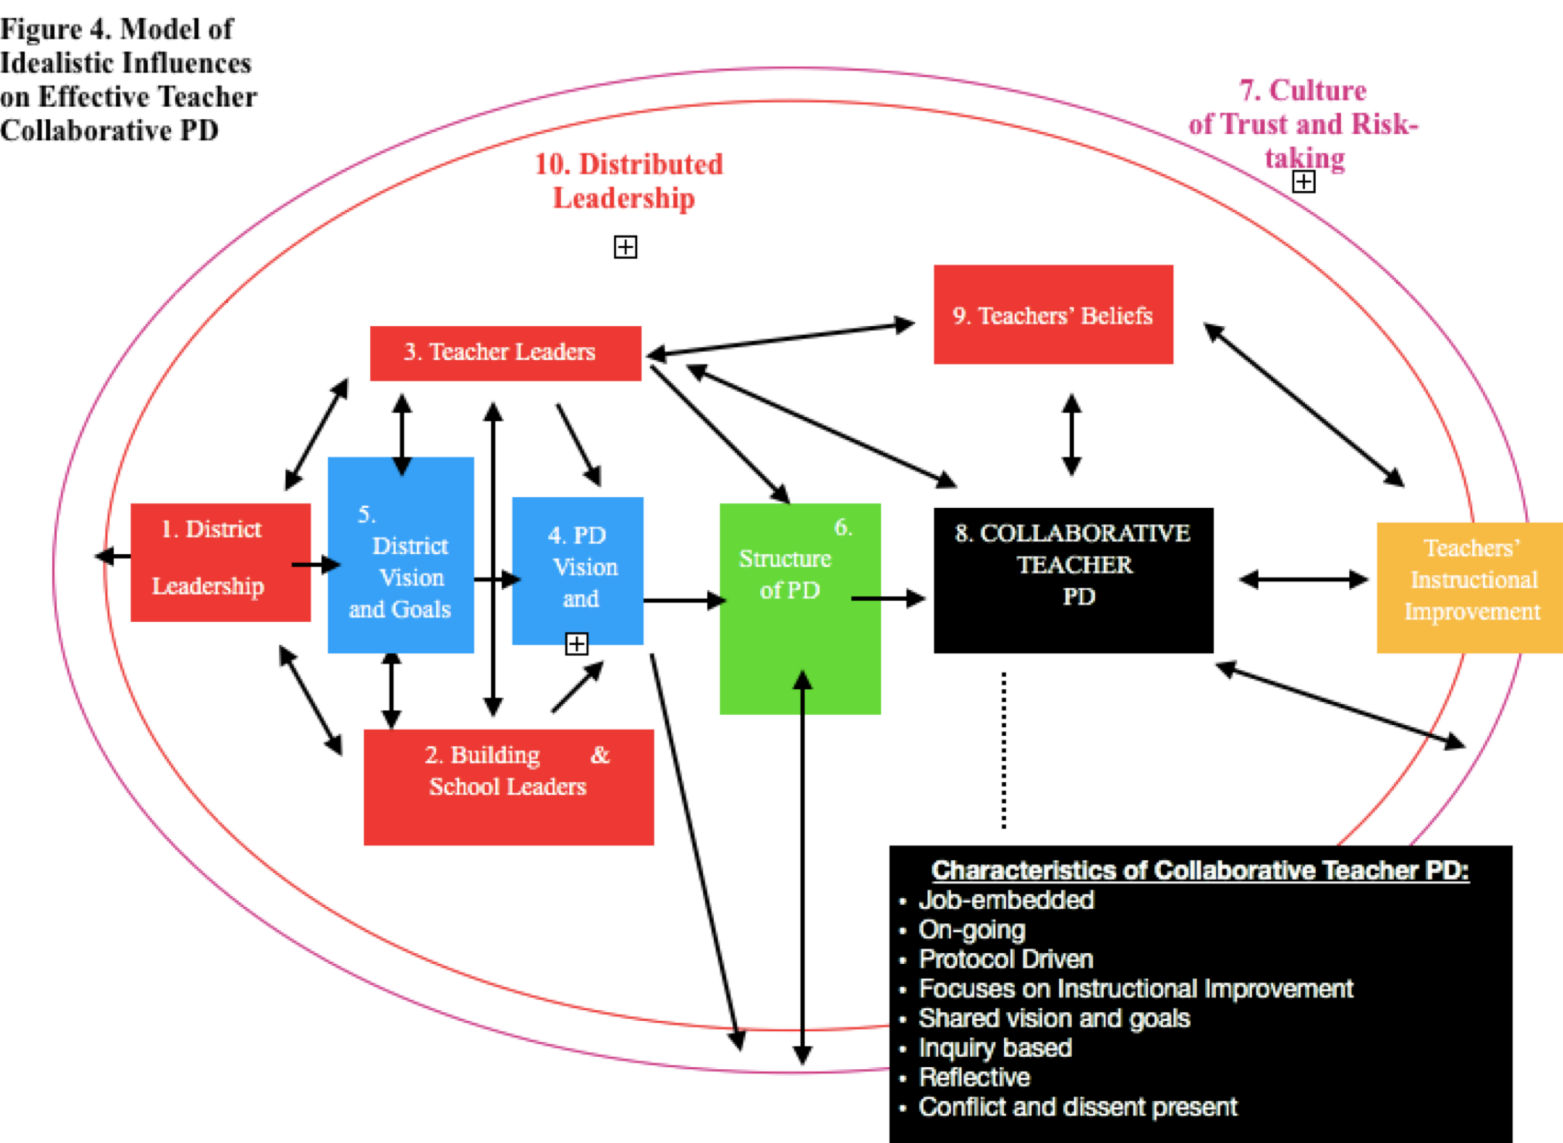 Figure 4. Model of
Idealistic Influences
on Effective Teacher
Collaborative PD
7. Culture
of Trust and Risk-
taking
10. Distributed
Leadership
9. Teachers’ Beliefs
3. Teacher Leaders
1. District
Leadership
5.
District
Vision
and Goals
4. PD
Vision
and
6.
Structure
of PD
8. COLLABORATIVE
TEACHER
PD
Teachers’
Instructional
Improvement
2. Building &
School Leaders
Characteristics of Collaborative Teacher PD:
• Job-embedded
• On-going
• Protocol Driven
• Focuses on Instructional Improvement
• Shared vision and goals
• Inquiry based
• Reflective
• Conflict and dissent present